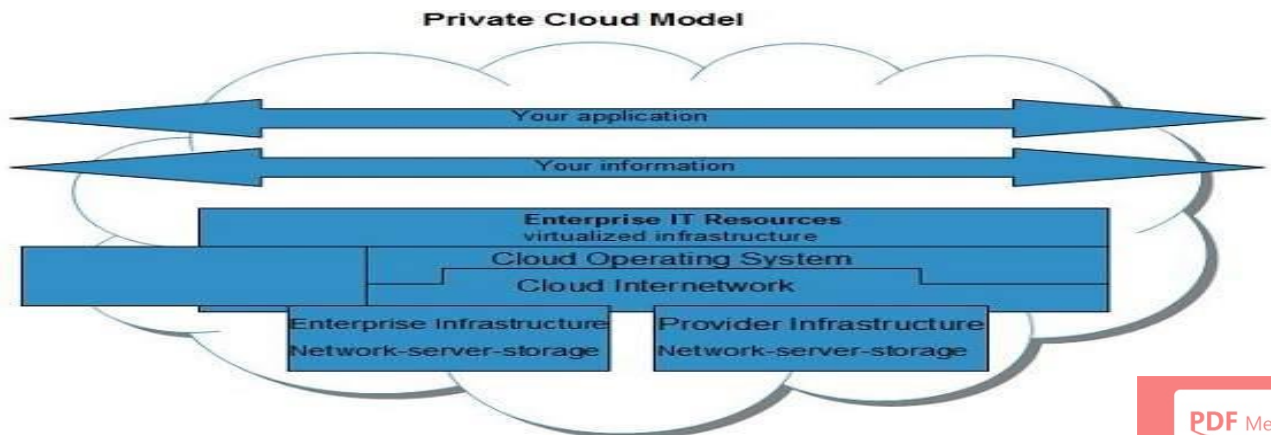 Private Cloud Model
Your application
Your information
Enterprise IT Resources
virtualized infrastructure
Cloud Operating System
Cloud Internetwork
Enterprise Infrastructure
Network-server-storage
Provider Infrastructure
Network-server-storage
PDF